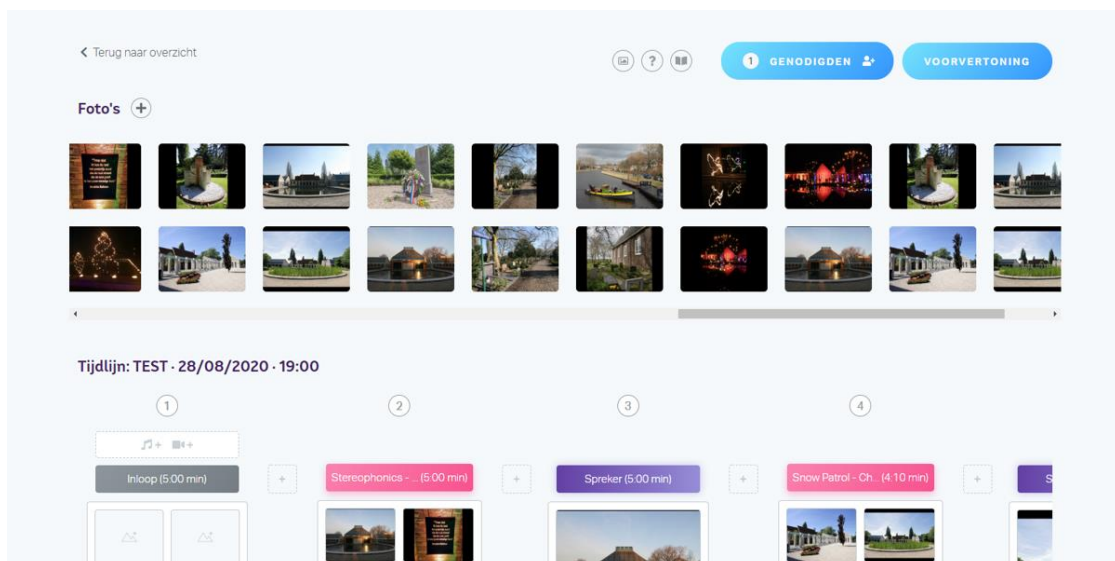 Terug naar overzicht
?
1 GENODIGDEN
VOORVERTONING
Foto's
Tijdlijn: TEST · 28/08/2020 · 19:00
1
2
3
4
Inloop (5:00 min)
Stereophonics - ... (5:00 min)
Spreker (5:00 min)
Snow Patrol - Ch... (4:10 min)
S